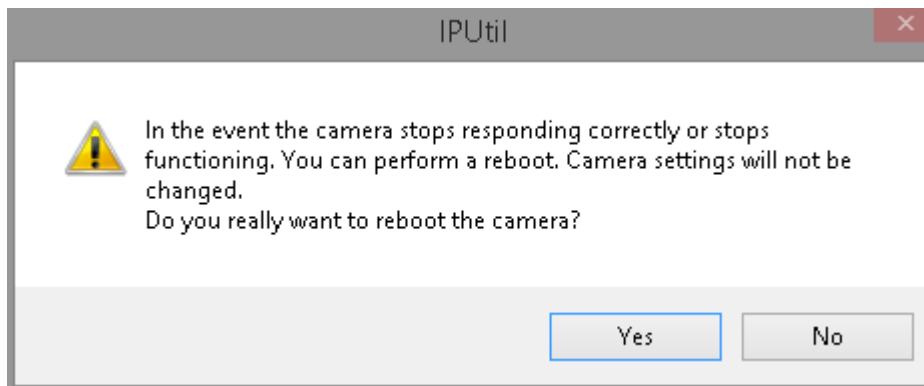 IPUtil
In the event the camera stops responding correctly or stops
functioning. You can perform a reboot. Camera settings will not be
changed.
Do you really want to reboot the camera?
Yes No